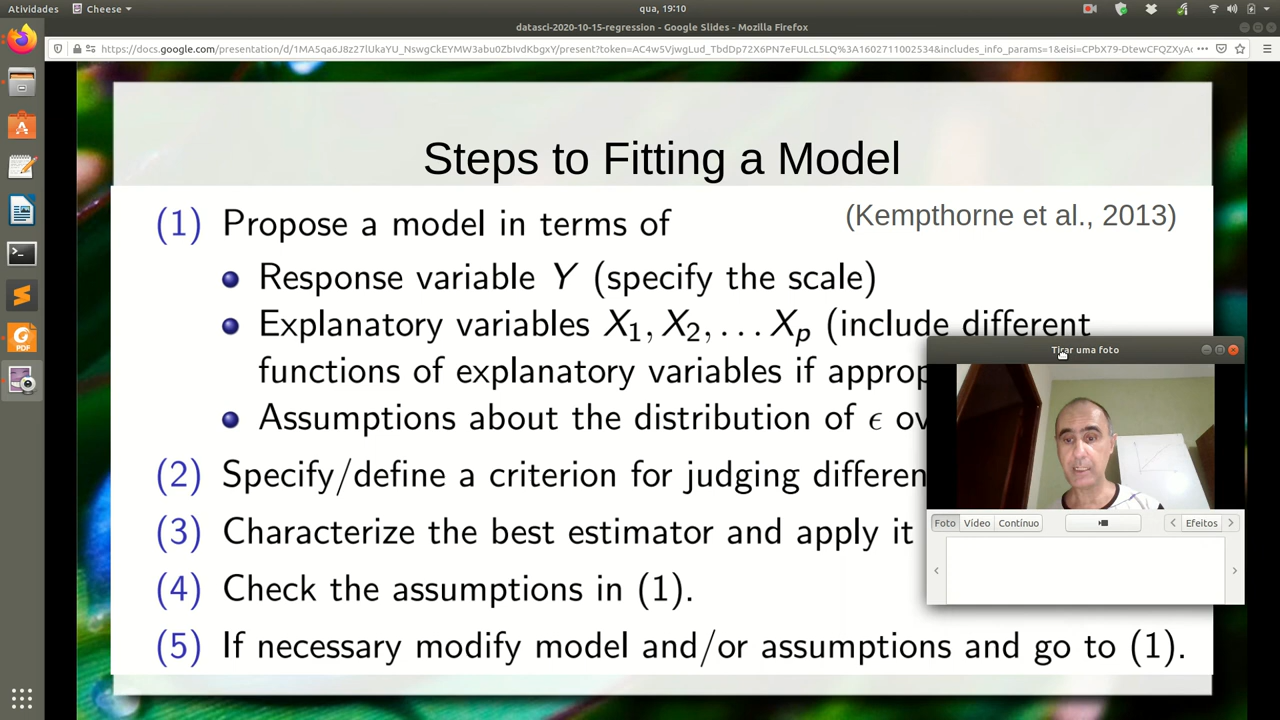 Atividades
Cheese
qua, 19:10
datasci-2020-10-15-regression - Google Slides - Mozilla Firefox
Steps to Fitting a Model
(Kempthorne et al., 2013)
(1) Propose a model in terms of
Response variable Y (specify the scale)
Explanatory variables X₁, X₂, ... Xₚ (include different
functions of explanatory variables if approp
Assumptions about the distribution of ϵ ov
(2) Specify/define a criterion for judging differen
(3) Characterize the best estimator and apply it
(4) Check the assumptions in (1).
(5) If necessary modify model and/or assumptions and go to (1).
Tirar uma foto
Foto Vídeo Contínuo
Efeitos
PDF